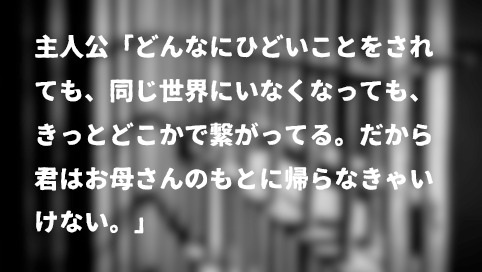 主人公「どんなにひどいことをされ
ても、同じ世界にいなくなっても、
きっとどこかで繋がってる。だから
君はお母さんのもとに帰らなきゃい
けない。」